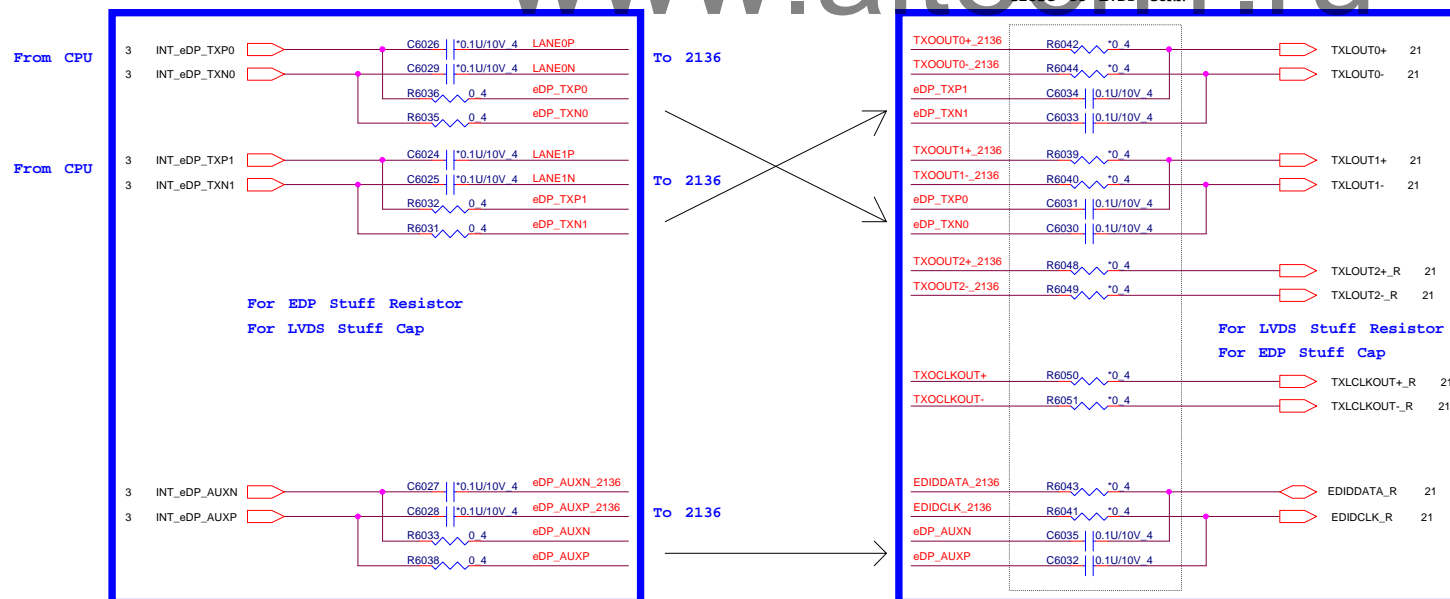 www.aitech1.ru
From CPU
3 INT_eDP_TXP0 C6026 *0.1U/10V_4 LANE0P
3 INT_eDP_TXN0 C6029 *0.1U/10V_4 LANE0N
R6036 0_4 eDP_TXP0
R6035 0_4 eDP_TXN0
To 2136
From CPU
3 INT_eDP_TXP1 C6024 *0.1U/10V_4 LANE1P
3 INT_eDP_TXN1 C6025 *0.1U/10V_4 LANE1N
R6032 0_4 eDP_TXP1
R6031 0_4 eDP_TXN1
To 2136
For EDP Stuff Resistor
For LVDS Stuff Cap
3 INT_eDP_AUXN C6027 *0.1U/10V_4 eDP_AUXN_2136
3 INT_eDP_AUXP C6028 *0.1U/10V_4 eDP_AUXP_2136
R6033 0_4 eDP_AUXN
R6038 0_4 eDP_AUXP
To 2136
TXOOUT0+_2136 R6042 *0_4 TXLOUT0+ 21
TXOOUT0-_2136 R6044 *0_4 TXLOUT0- 21
eDP_TXP1 C6034 0.1U/10V_4
eDP_TXN1 C6033 0.1U/10V_4
TXOOUT1+_2136 R6039 *0_4 TXLOUT1+ 21
TXOOUT1-_2136 R6040 *0_4 TXLOUT1- 21
eDP_TXP0 C6031 0.1U/10V_4
eDP_TXN0 C6030 0.1U/10V_4
TXOOUT2+_2136 R6048 *0_4 TXLOUT2+_R 21
TXOOUT2-_2136 R6049 *0_4 TXLOUT2-_R 21
For LVDS Stuff Resistor
For EDP Stuff Cap
TXOCLKOUT+ R6050 *0_4 TXLCLKOUT+_R 21
TXOCLKOUT- R6051 *0_4 TXLCLKOUT-_R 21
EDIDDATA_2136 R6043 *0_4 EDIDDATA_R 21
EDIDCLK_2136 R6041 *0_4 EDIDCLK_R 21
eDP_AUXN C6035 0.1U/10V_4
eDP_AUXP C6032 0.1U/10V_4